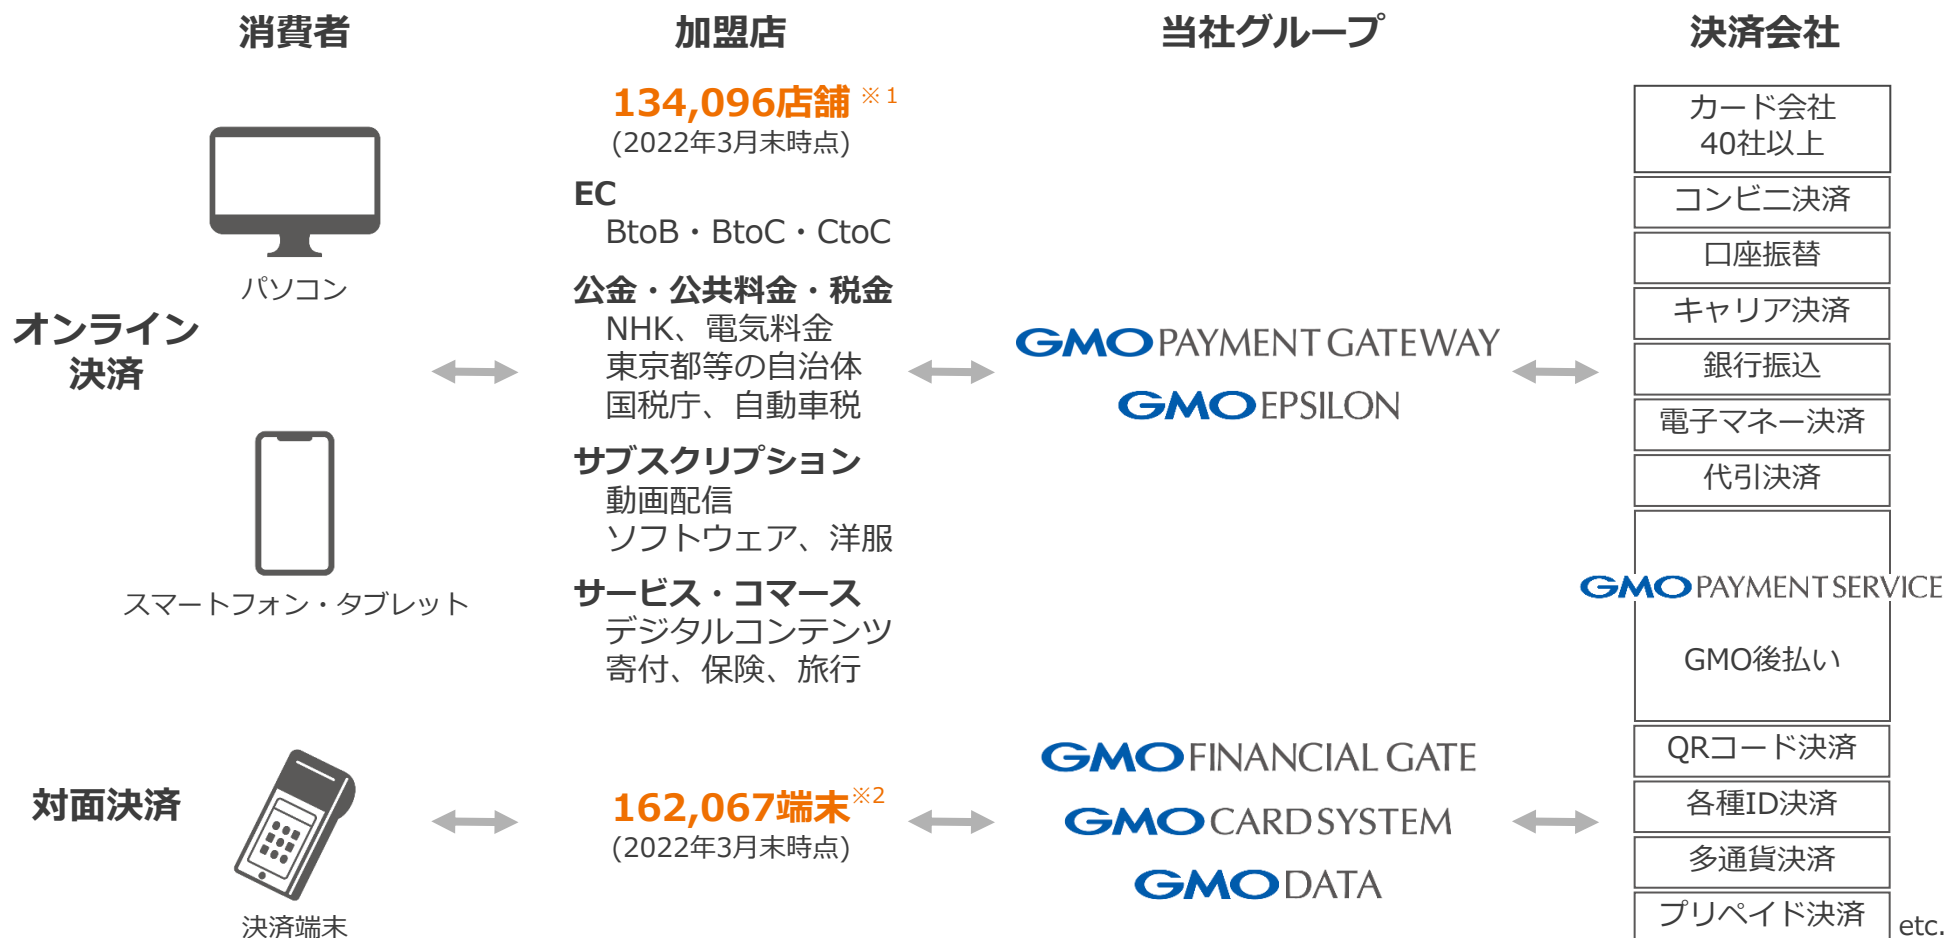 消費者
加盟店
当社グループ
決済会社
オンライン
決済
パソコン
スマートフォン・タブレット
134,096店舗 ※1
(2022年3月末時点)
EC
BtoB・BtoC・CtoC
公金・公共料金・税金
NHK、電気料金
東京都等の自治体
国税庁、自動車税
サブスクリプション
動画配信
ソフトウェア、洋服
サービス・コマース
デジタルコンテンツ
寄付、保険、旅行
GMO PAYMENT GATEWAY
GMO EPSILON
カード会社
40社以上
コンビニ決済
口座振替
キャリア決済
銀行振込
電子マネー決済
代引決済
GMO PAYMENT SERVICE
GMO後払い
対面決済
決済端末
162,067端末※2
(2022年3月末時点)
GMO FINANCIAL GATE
GMO CARD SYSTEM
GMO DATA
QRコード決済
各種ID決済
多通貨決済
プリペイド決済
etc.